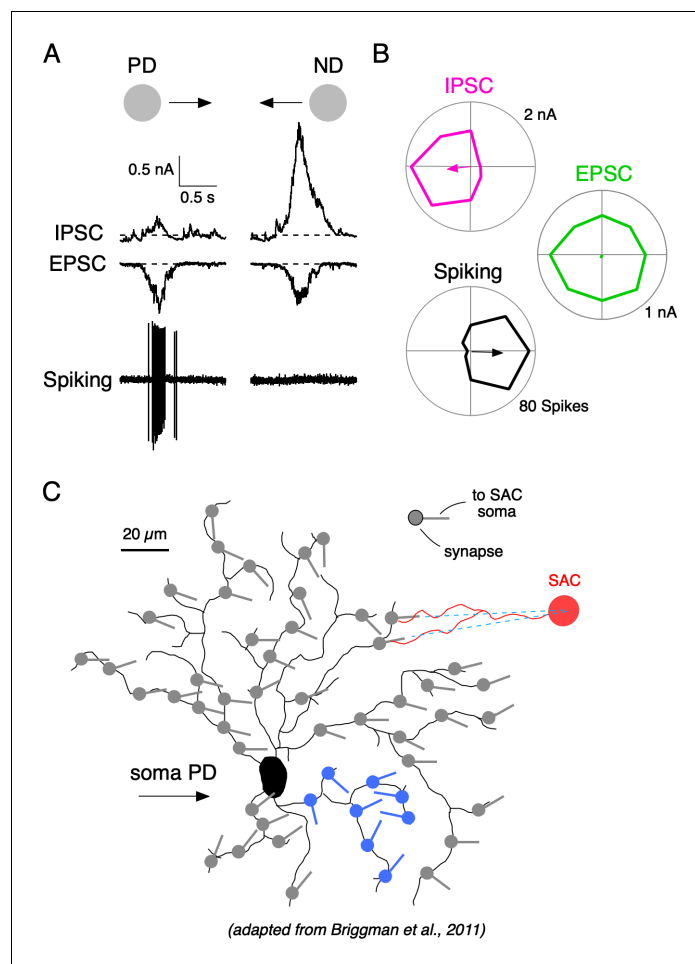 A
PD
ND
0.5 nA
0.5 s
IPSC
EPSC
Spiking
B
IPSC
2 nA
EPSC
1 nA
Spiking
80 Spikes
C
20 µm
to SAC
soma
synapse
SAC
soma PD
(adapted from Briggman et al., 2011)